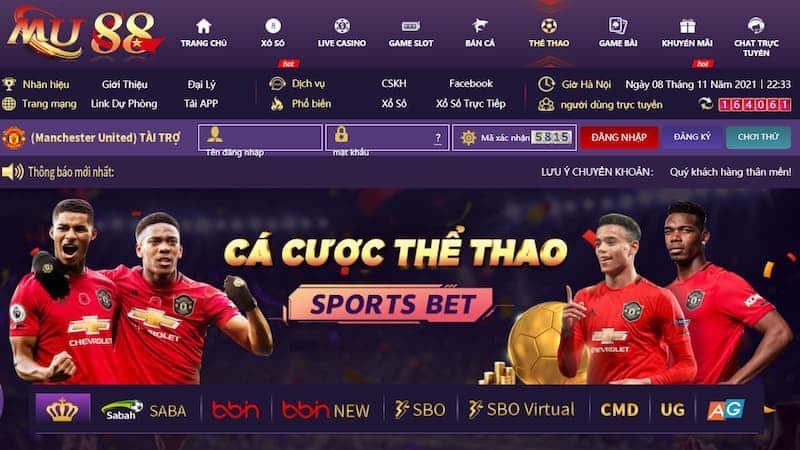 MU 88
TRANG CHỦ XỔ SỐ LIVE CASINO GAME SLOT BẮN CÁ THỂ THAO GAME BÀI KHUYẾN MÃI CHAT TRỰC TUYẾN
hot hot
Nhãn hiệu Giới Thiệu Đại Lý Dịch vụ CSKH Facebook Giờ Hà Nội Ngày 08 Tháng 11 Năm 2021 | 22:33
Trang mạng Link Dự Phòng Tải APP Phổ biến Xổ Số Xổ Số Trực Tiếp người dùng trực tuyến 164061
(Manchester United) TÀI TRỢ Tên đăng nhập mật khẩu ? Mã xác nhận 5815 ĐĂNG NHẬP ĐĂNG KÝ CHƠI THỬ
Thông báo mới nhất: LƯU Ý CHUYỂN KHOẢN: Quý khách hàng thân mến!
CÁ CƯỢC THỂ THAO
SPORTS BET
CHEVROLET CHEVROLET CHEVROLET CHEVROLET
Sabah SABA bbin bbin NEW SBO SBO Virtual CMD UG AG